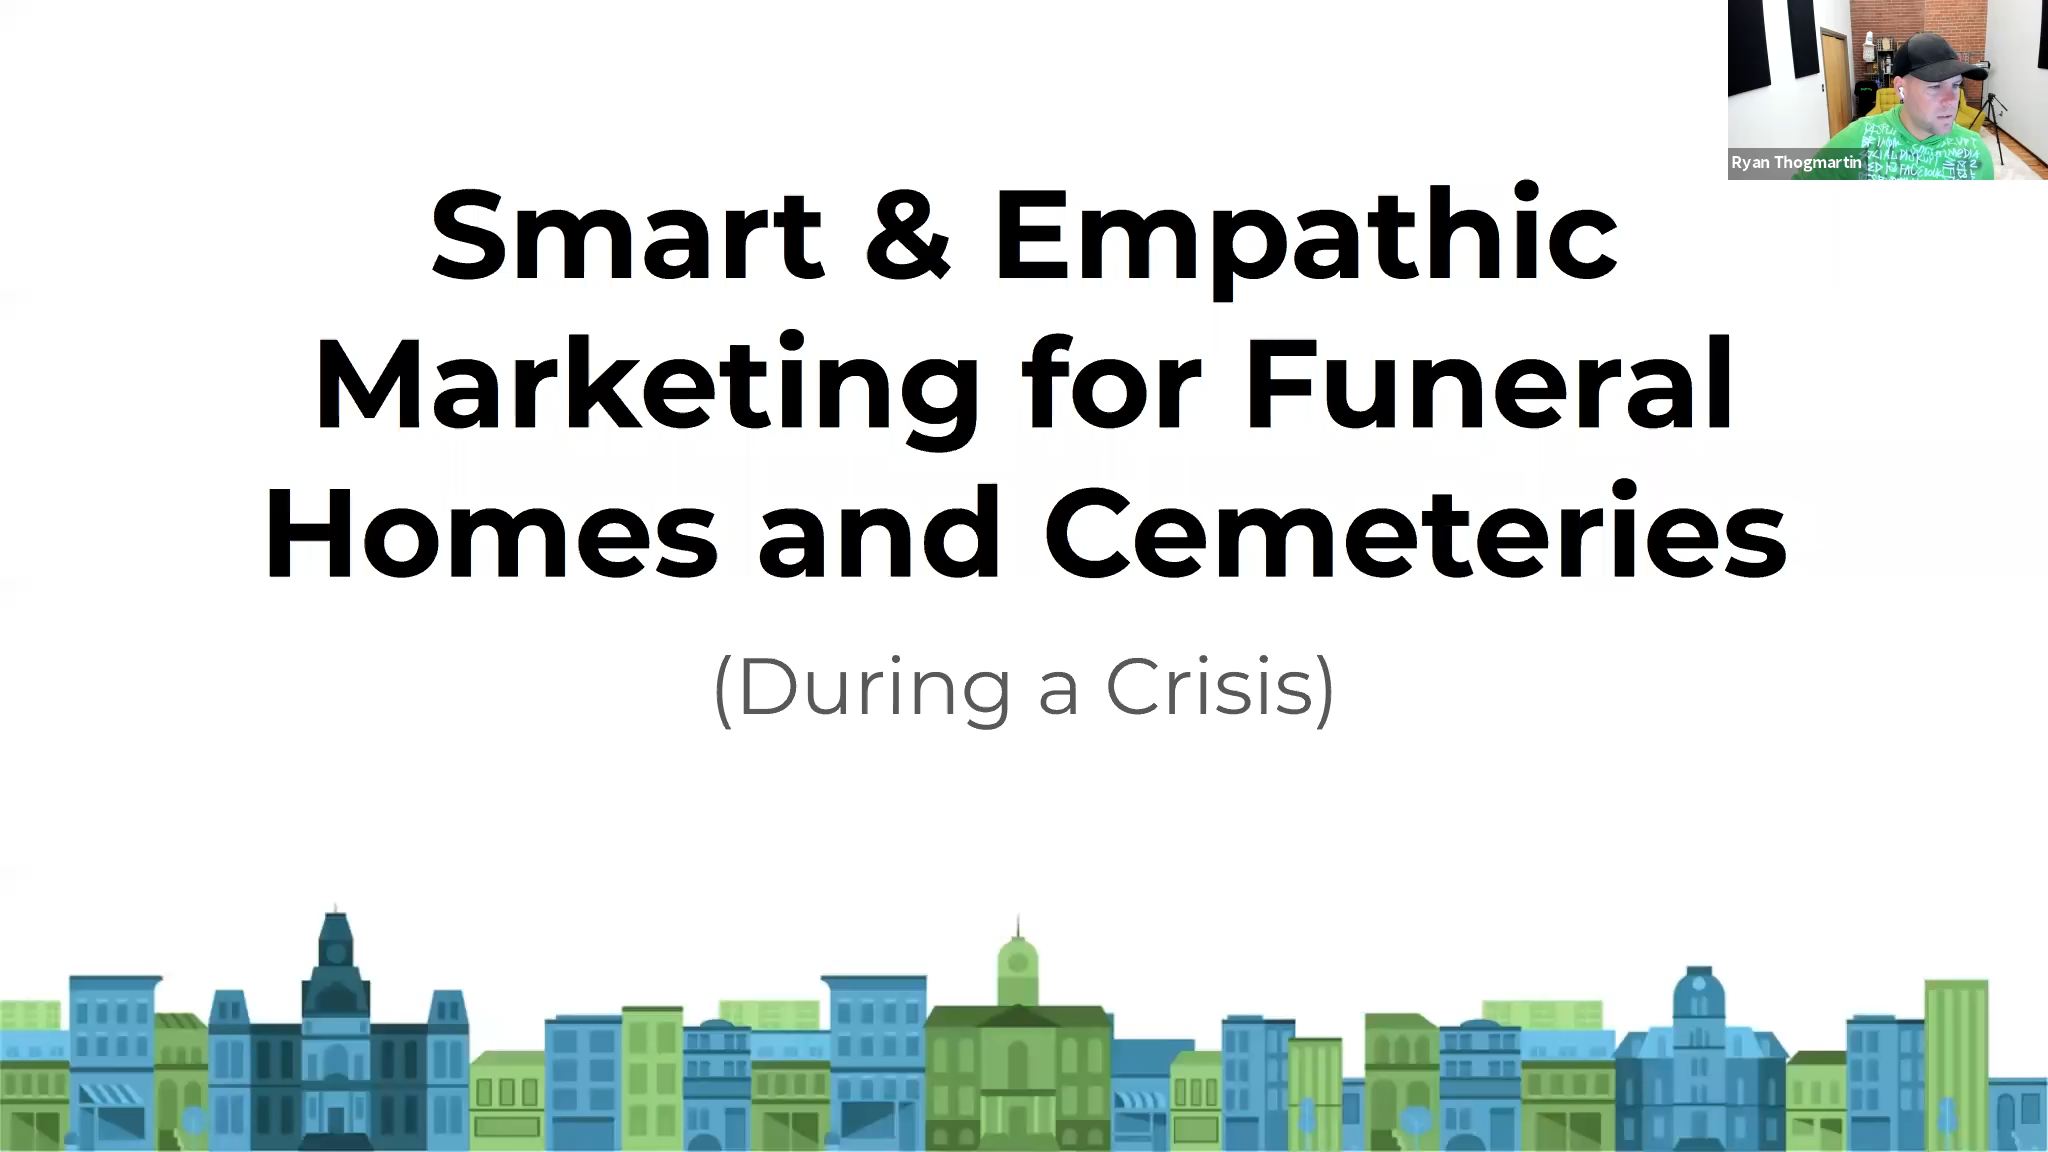 Ryan Thogmartin
Smart & Empathic
Marketing for Funeral
Homes and Cemeteries
(During a Crisis)